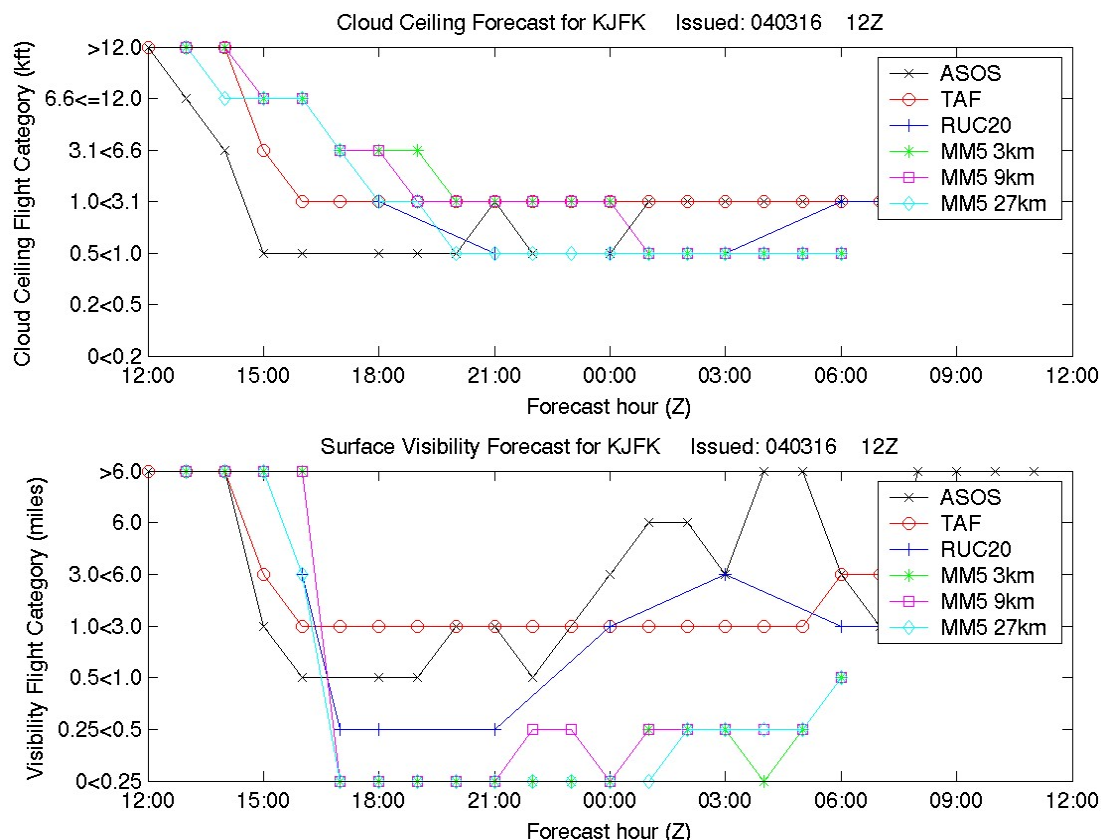 Cloud Ceiling Forecast for KJFK Issued: 040316 12Z
Cloud Ceiling Flight Category (kft)
>12.0
6.6<=12.0
3.1<6.6
1.0<3.1
0.5<1.0
0.2<0.5
0<0.2
ASOS
TAF
RUC20
MM5 3km
MM5 9km
MM5 27km
12:00 15:00 18:00 21:00 00:00 03:00 06:00 09:00 12:00
Forecast hour (Z)
Surface Visibility Forecast for KJFK Issued: 040316 12Z
Visibility Flight Category (miles)
>6.0
6.0
3.0<6.0
1.0<3.0
0.5<1.0
0.25<0.5
0<0.25
ASOS
TAF
RUC20
MM5 3km
MM5 9km
MM5 27km
12:00 15:00 18:00 21:00 00:00 03:00 06:00 09:00 12:00
Forecast hour (Z)